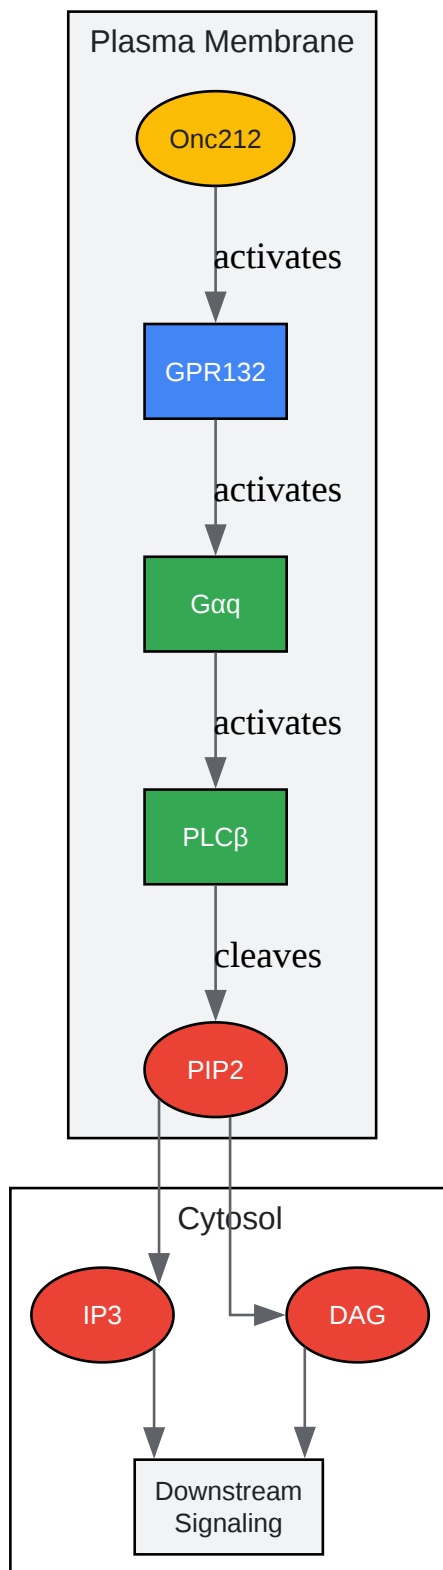 Plasma Membrane
Onc212
activates
GPR132
activates
Gαq
activates
PLCβ
cleaves
PIP2
Cytosol
IP3
DAG
Downstream
Signaling